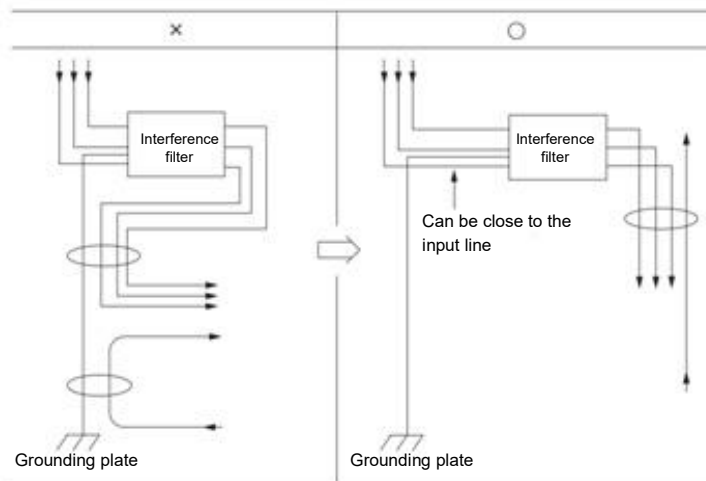 ×
○
Interference
filter
Grounding plate
Interference
filter
Can be close to the
input line
Grounding plate